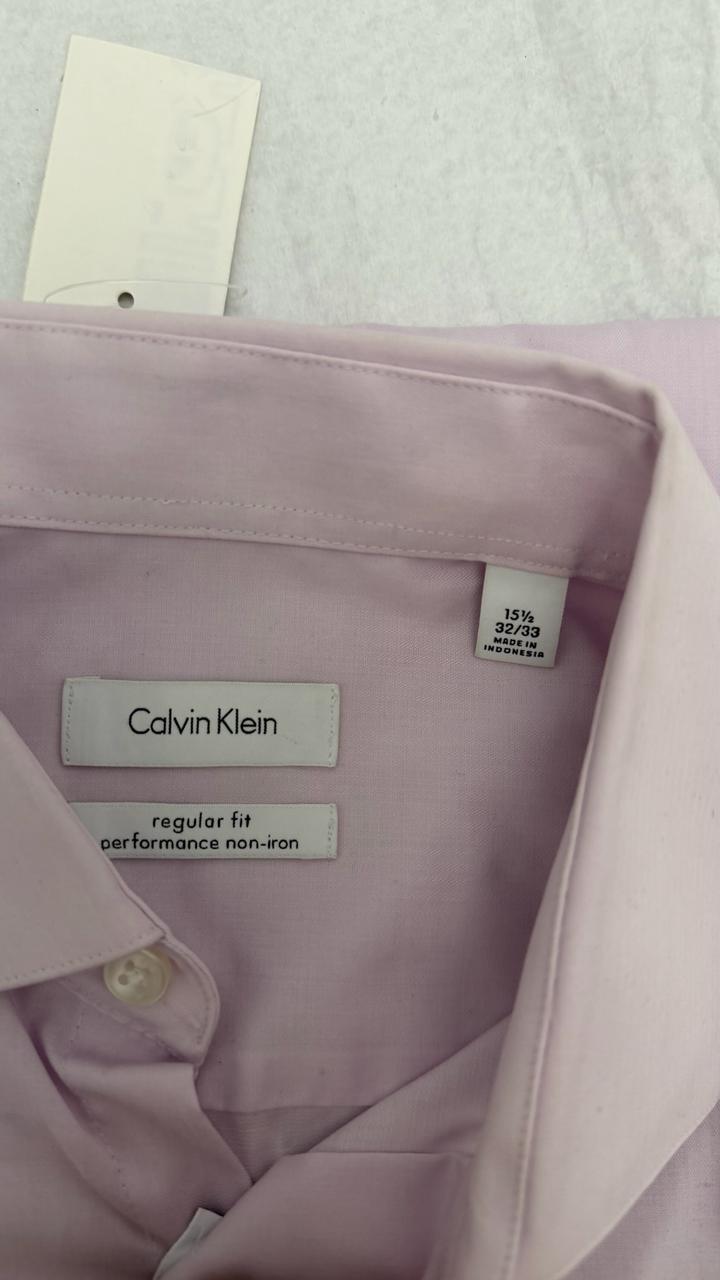 15½
32/33
MADE IN
INDONESIA
Calvin Klein
regular fit
performance non-iron